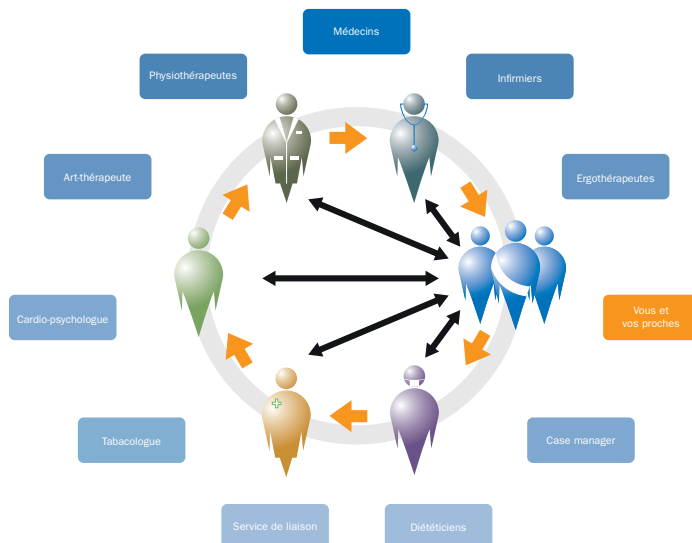 Médecins
Physiothérapeutes
Infirmiers
Art-thérapeute
Ergothérapeutes
Cardio-psychologue
Vous et
vos proches
Tabacologue
Case manager
Service de liaison
Diététiciens